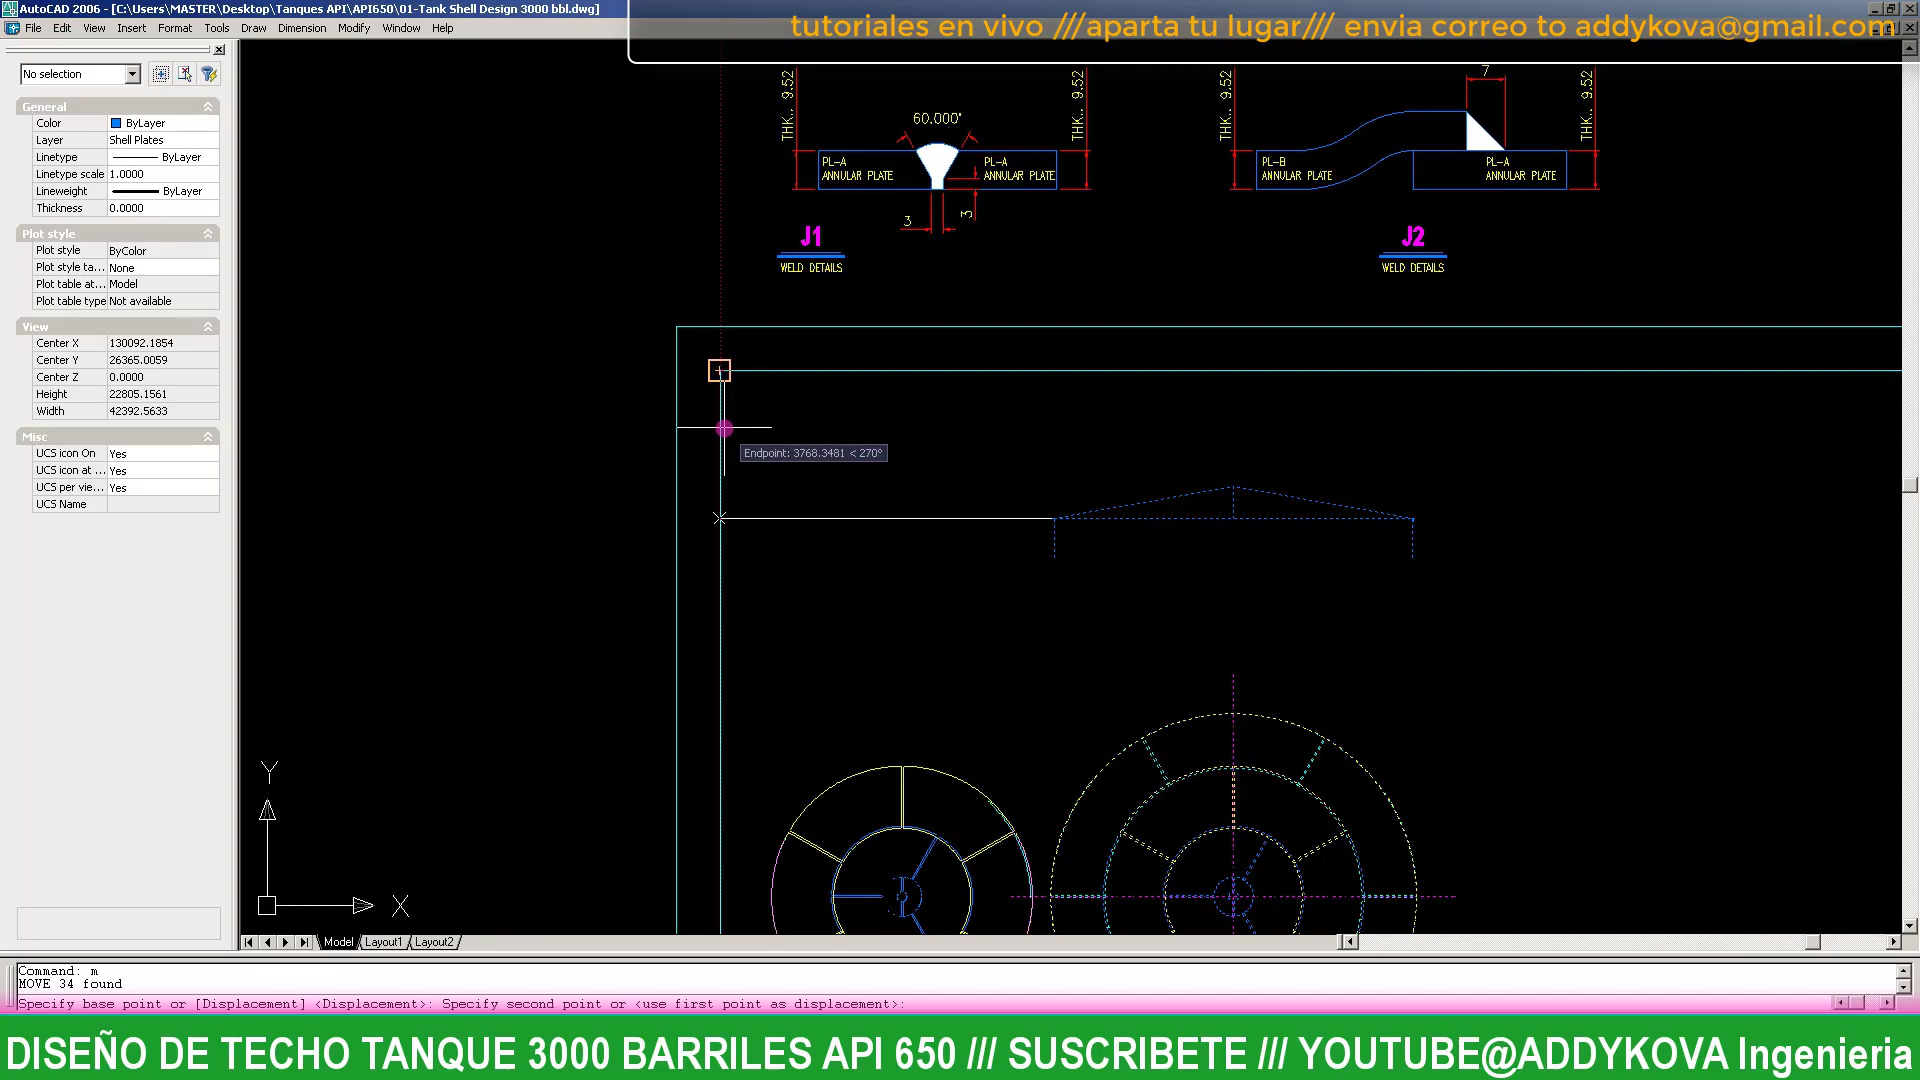 AutoCAD 2006 - [C:\Users\MASTER\Desktop\Tanques API\API650\01-Tank Shell Design 3000 bbl.dwg]
tutoriales en vivo ///aparta tu lugar/// envia correo to addykova@gmail.com
File Edit View Insert Format Tools Draw Dimension Modify Window Help
No selection
General
Color ByLayer
Layer Shell Plates
Linetype ByLayer
Linetype scale 1.0000
Lineweight ByLayer
Thickness 0.0000
Plot style
Plot style ByColor
Plot style ta... None
Plot table at... Model
Plot table type Not available
View
Center X 130092.1854
Center Y 26365.0059
Center Z 0.0000
Height 22805.1561
Width 42392.5633
Misc
UCS icon On Yes
UCS icon at ... Yes
UCS per vie... Yes
UCS Name
THK.. 9.52
60.000°
THK.. 9.52
PL-A
ANNULAR PLATE
PL-A
ANNULAR PLATE
3
3
J1
WELD DETAILS
THK.. 9.52
7
THK.. 9.52
PL-B
ANNULAR PLATE
PL-A
ANNULAR PLATE
J2
WELD DETAILS
Endpoint: 3768.3481 < 270°
Y
X
Model Layout1 Layout2
Command: m
MOVE 34 found
Specify base point or [Displacement] <Displacement>: Specify second point or <use first point as displacement>:
DISEÑO DE TECHO TANQUE 3000 BARRILES API 650 /// SUSCRIBETE /// YOUTUBE@ADDYKOVA Ingenieria